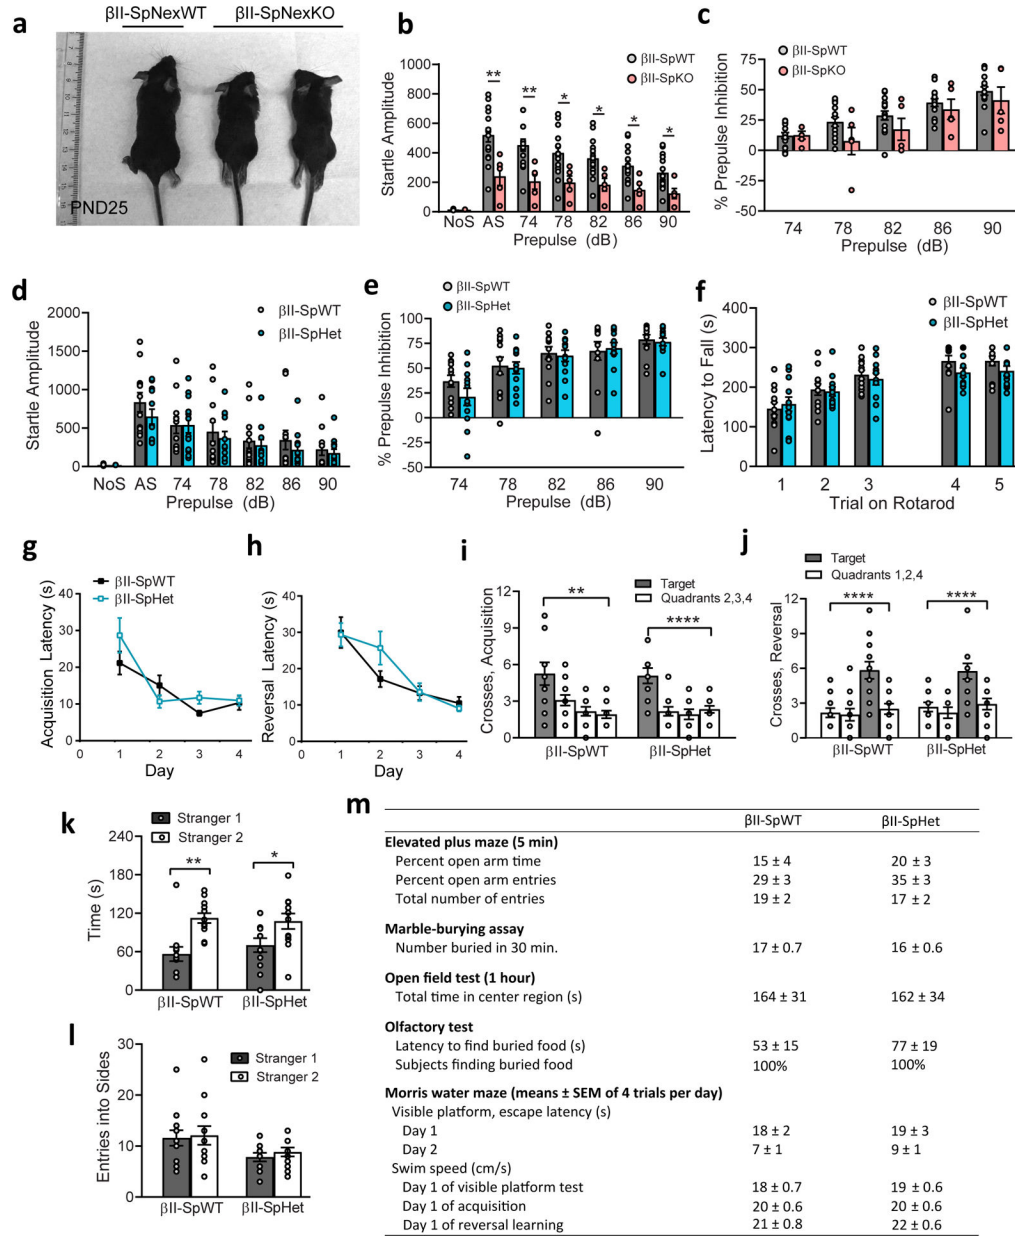 a
βII-SpNexWT βII-SpNexKO
PND25
b
βII-SpWT
βII-SpKO
Startle Amplitude
1000
800
600
400
200
0
** ** * * * *
NoS AS 74 78 82 86 90
Prepulse (dB)
c
βII-SpWT
βII-SpKO
% Prepulse Inhibition
75
50
25
0
-25
-50
74 78 82 86 90
Prepulse (dB)
d
βII-SpWT
βII-SpHet
Startle Amplitude
2000
1500
1000
500
0
NoS AS 74 78 82 86 90
Prepulse (dB)
e
βII-SpWT
βII-SpHet
% Prepulse Inhibition
100
75
50
25
0
-25
-50
74 78 82 86 90
Prepulse (dB)
f
βII-SpWT
βII-SpHet
Latency to Fall (s)
400
300
200
100
0
1 2 3 4 5
Trial on Rotarod
g
βII-SpWT
βII-SpHet
Acquisition Latency (s)
40
30
20
10
0
0 1 2 3 4
Day
h
Reversal Latency (s)
40
30
20
10
0
0 1 2 3 4
Day
i
Target
Quadrants 2,3,4
Crosses, Acquisition
12
9
6
3
0
** ****
βII-SpWT βII-SpHet
j
Target
Quadrants 1,2,4
Crosses, Reversal
12
9
6
3
0
**** ****
βII-SpWT βII-SpHet
k
Stranger 1
Stranger 2
Time (s)
240
180
120
60
0
** *
βII-SpWT βII-SpHet
l
Stranger 1
Stranger 2
Entries into Sides
30
20
10
0
βII-SpWT βII-SpHet
m
βII-SpWT βII-SpHet
Elevated plus maze (5 min)
Percent open arm time 15 ± 4 20 ± 3
Percent open arm entries 29 ± 3 35 ± 3
Total number of entries 19 ± 2 17 ± 2
Marble-burying assay
Number buried in 30 min. 17 ± 0.7 16 ± 0.6
Open field test (1 hour)
Total time in center region (s) 164 ± 31 162 ± 34
Olfactory test
Latency to find buried food (s) 53 ± 15 77 ± 19
Subjects finding buried food 100% 100%
Morris water maze (means ± SEM of 4 trials per day)
Visible platform, escape latency (s)
Day 1 18 ± 2 19 ± 3
Day 2 7 ± 1 9 ± 1
Swim speed (cm/s)
Day 1 of visible platform test 18 ± 0.7 19 ± 0.6
Day 1 of acquisition 20 ± 0.6 20 ± 0.6
Day 1 of reversal learning 21 ± 0.8 22 ± 0.6